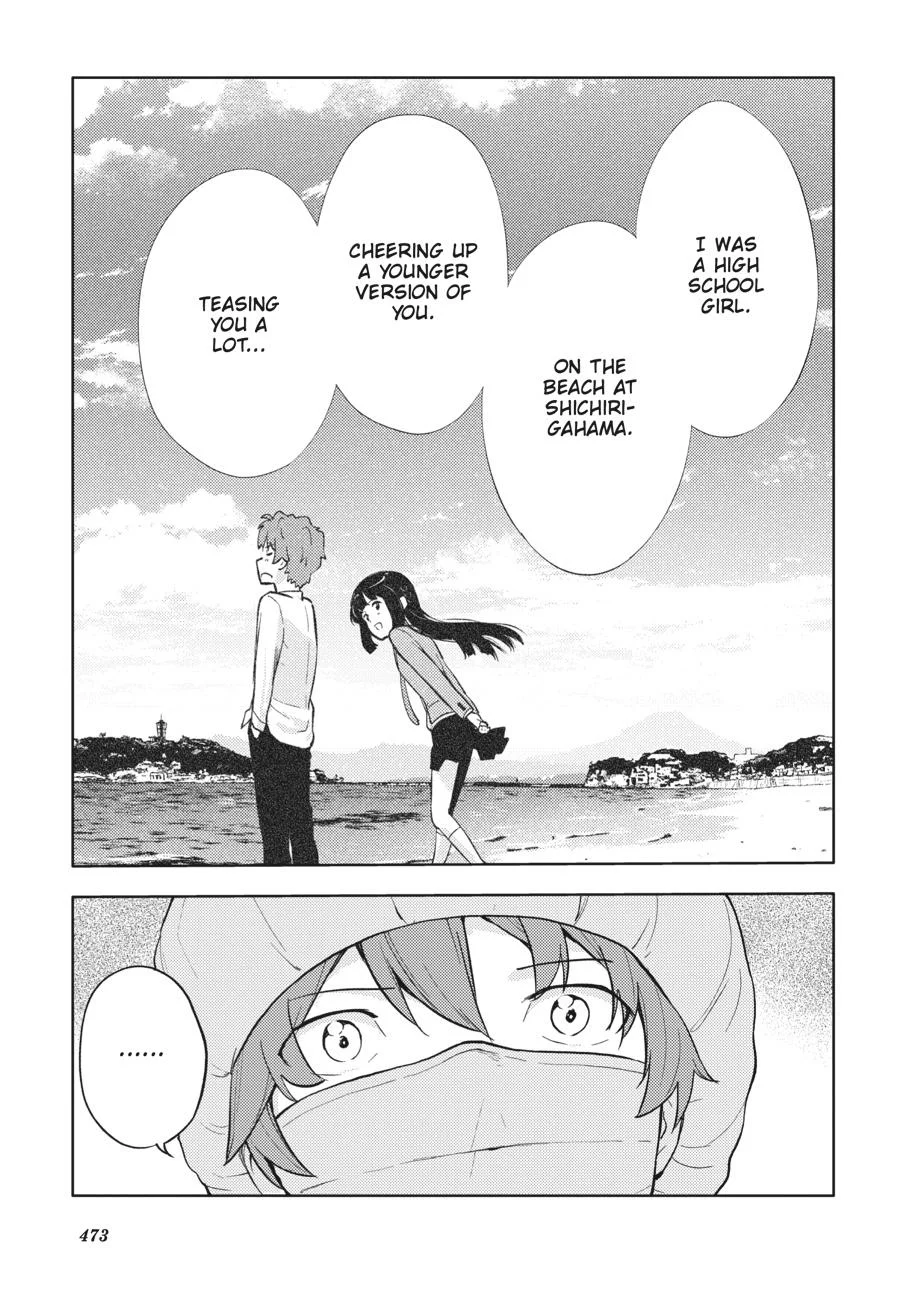 I WAS
A HIGH
SCHOOL
GIRL.
ON THE
BEACH AT
SHICHIRI-
GAHAMA.
CHEERING UP
A YOUNGER
VERSION OF
YOU.
TEASING
YOU A
LOT...
......
473